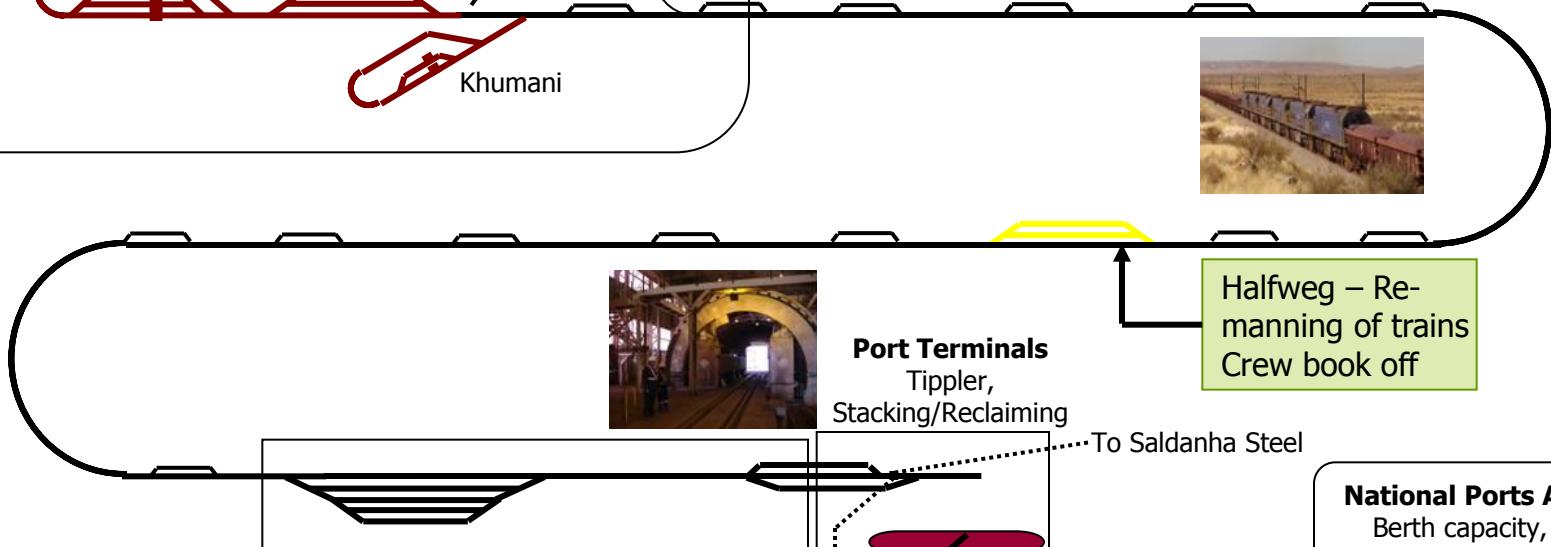 Khumani
Halfweg – Re-
manning of trains
Crew book off
Port Terminals
Tippler,
Stacking/Reclaiming
To Saldanha Steel
National Ports A
Berth capacity,